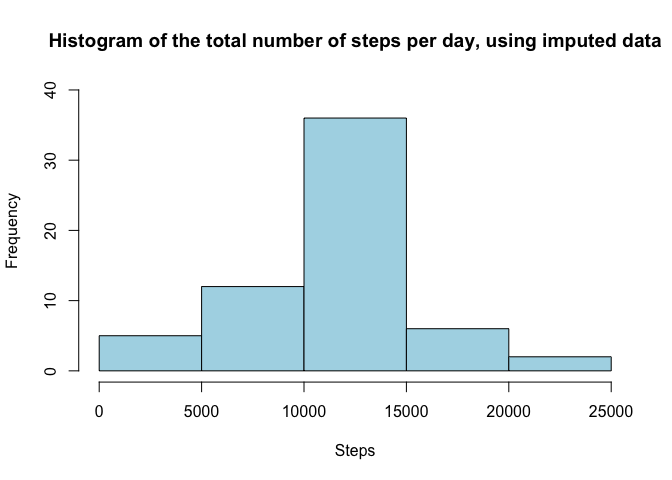 Histogram of the total number of steps per day, using imputed data
40
30
20
10
0
Frequency
0 5000 10000 15000 20000 25000
Steps